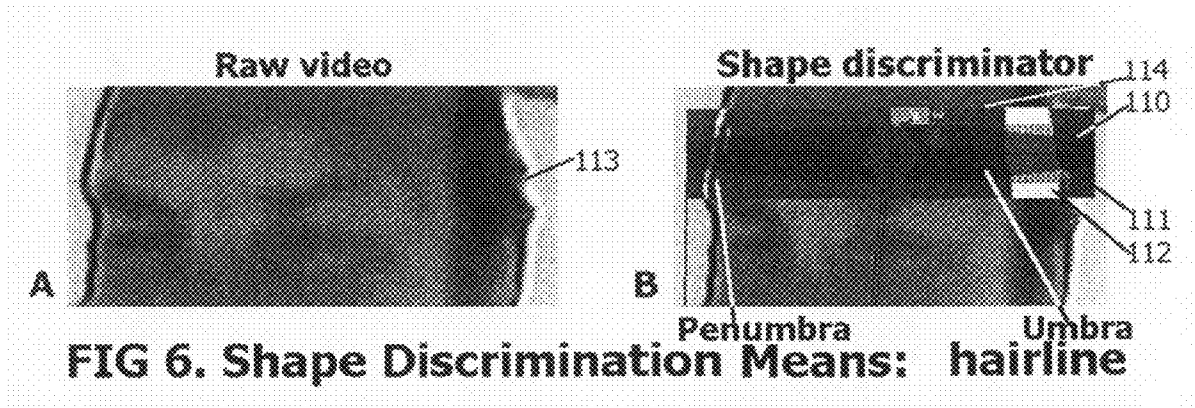 Raw video
Shape discriminator
114
110
113
111
112
A
B
Penumbra
Umbra
FIG 6. Shape Discrimination Means: hairline